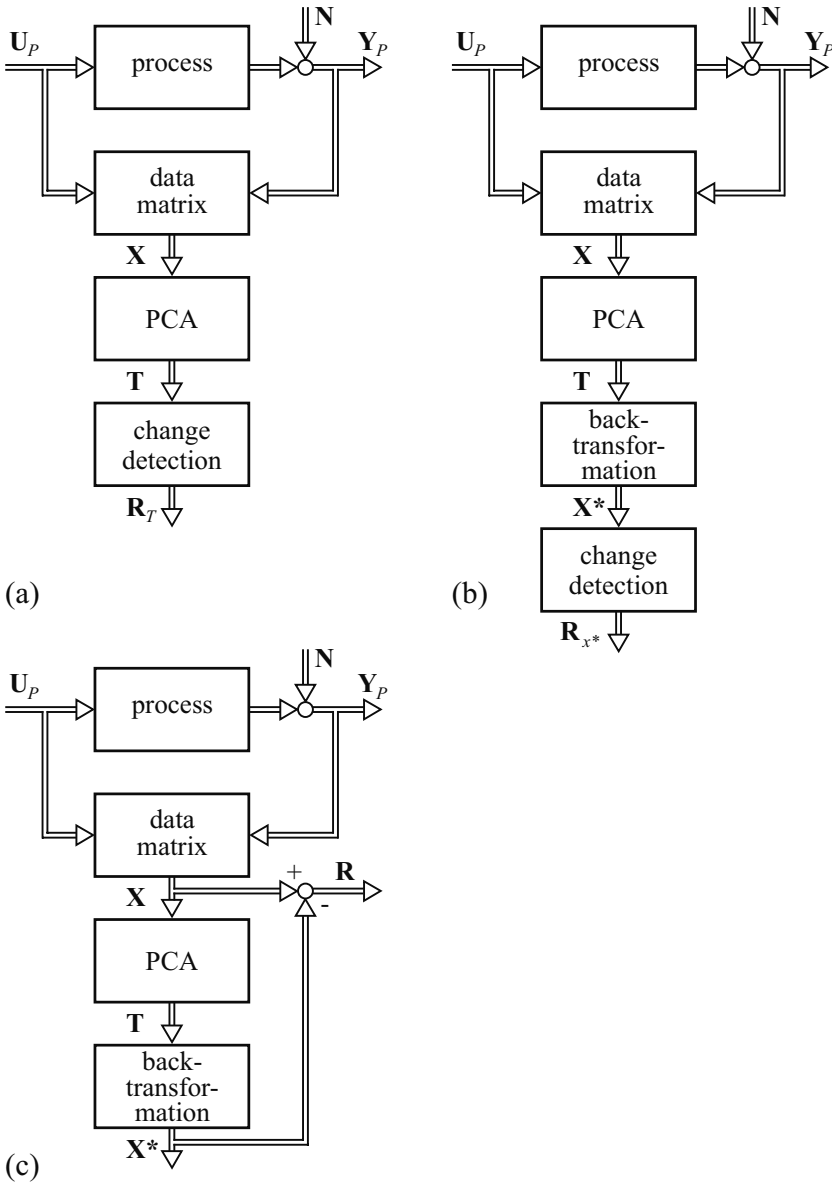 N
U_P
Y_P
process
data
matrix
X
PCA
T
change
detection
R_T
(a)
N
U_P
Y_P
process
data
matrix
X
PCA
T
back-
transfor-
mation
X*
change
detection
R_x*
(b)
N
U_P
Y_P
process
data
matrix
+
R
X
-
PCA
T
back-
transfor-
mation
X*
(c)